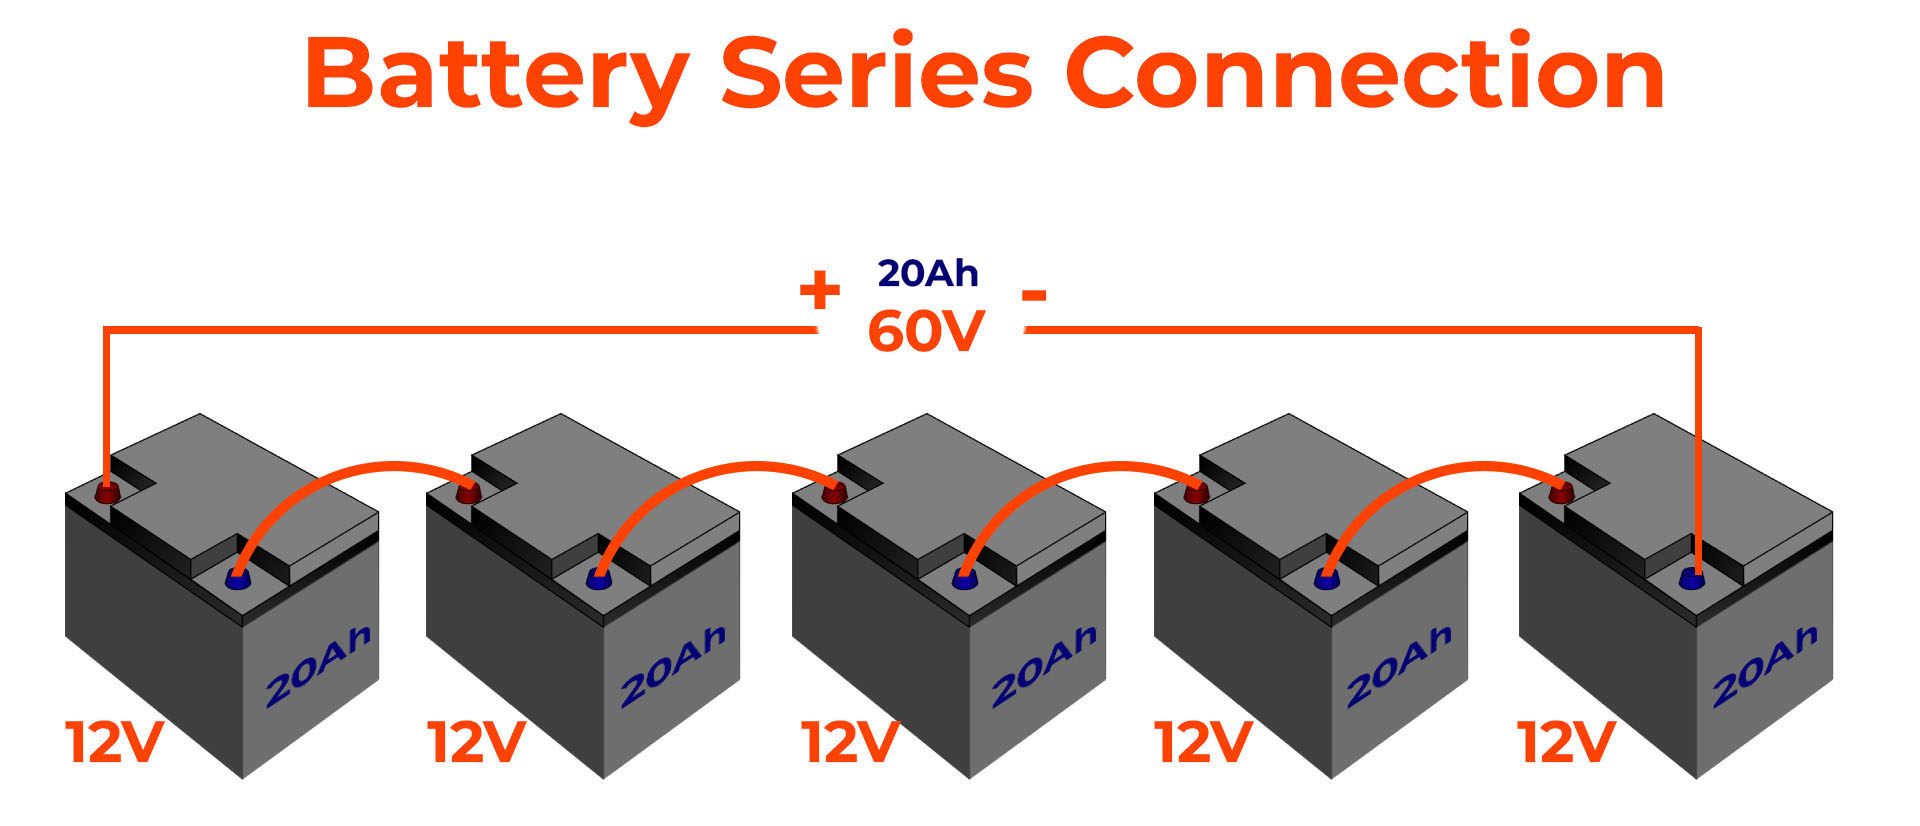 Battery Series Connection
+ 20Ah -
60V
20Ah 20Ah 20Ah 20Ah 20Ah
12V 12V 12V 12V 12V